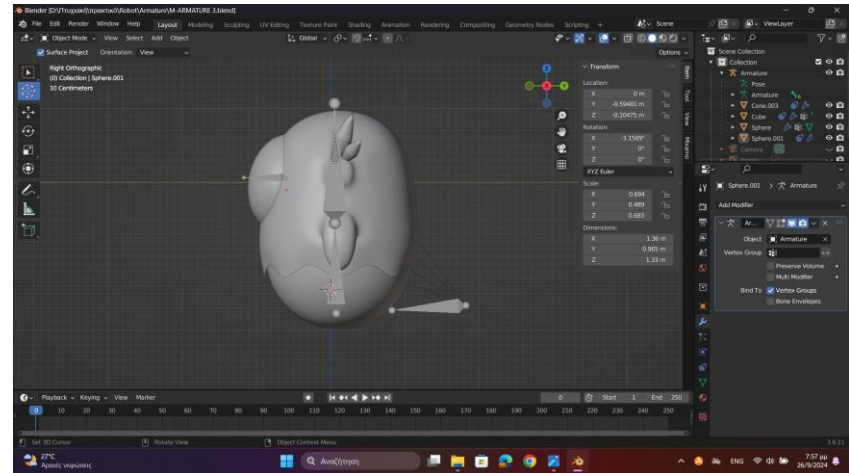 Blender [D:\Πτυχιακή\πρακτικό\Robot\Armature\M-ARMATURE 3.blend]
File Edit Render Window Help Layout Modeling Sculpting UV Editing Texture Paint Shading Animation Rendering Compositing Geometry Nodes Scripting + Scene ViewLayer
Object Mode View Select Add Object Global
Surface Project Orientation: View Options
Right Orthographic
(0) Collection | Sphere.001
10 Centimeters
Transform
Location:
X 0 m
Y -0.59481 m
Z -0.10475 m
Rotation:
X -3.1589°
Y 0°
Z 0°
XYZ Euler
Scale:
X 0.694
Y 0.489
Z 0.683
Dimensions:
X 1.36 m
Y 0.965 m
Z 1.33 m
Item
Tool
View
Mixamo
Scene Collection
Collection
Armature
Pose
Armature
Cone.003
Cube
Sphere
Sphere.001
Camera
Sphere.001 > Armature
Add Modifier
Ar...
Object Armature
Vertex Group
Preserve Volume
Multi Modifier
Bind To Vertex Groups
Bone Envelopes
Playback Keying View Marker 0 Start 1 End 250
0 10 20 30 40 50 60 70 80 90 100 110 120 130 140 150 160 170 180 190 200 210 220 230 240 250
Set 3D Cursor Rotate View Object Context Menu 3.6.11
27°C
Αραιές νεφώσεις
Αναζήτηση
ENG
7:57 μμ
26/9/2024